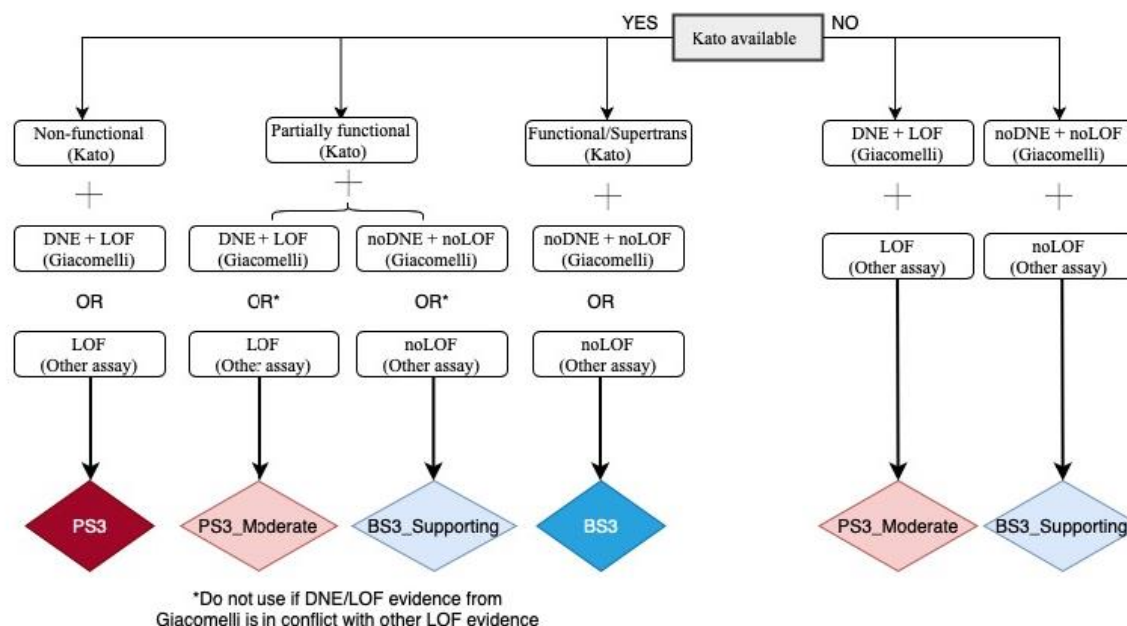 YES
Kato available
NO
Non-functional
(Kato)
Partially functional
(Kato)
Functional/Supertrans
(Kato)
DNE + LOF
(Giacomelli)
noDNE + noLOF
(Giacomelli)
DNE + LOF
(Giacomelli)
DNE + LOF
(Giacomelli)
noDNE + noLOF
(Giacomelli)
noDNE + noLOF
(Giacomelli)
LOF
(Other assay)
noLOF
(Other assay)
OR
OR*
OR*
OR
LOF
(Other assay)
LOF
(Other assay)
noLOF
(Other assay)
noLOF
(Other assay)
PS3
PS3_Moderate
BS3_Supporting
BS3
PS3_Moderate
BS3_Supporting
*Do not use if DNE/LOF evidence from
Giacomelli is in conflict with other LOF evidence